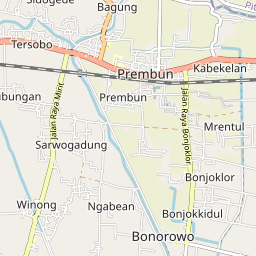 Sidogede
Bagung
Tersobo
Kabekelan
Prembun
Prembun
Jalan Raya Mirit
Jalan Raya Bonjoklor
Mrentul
Sarwogadung
Bonjoklor
Winong
Ngabean
Bonjokkidul
Bonorowo